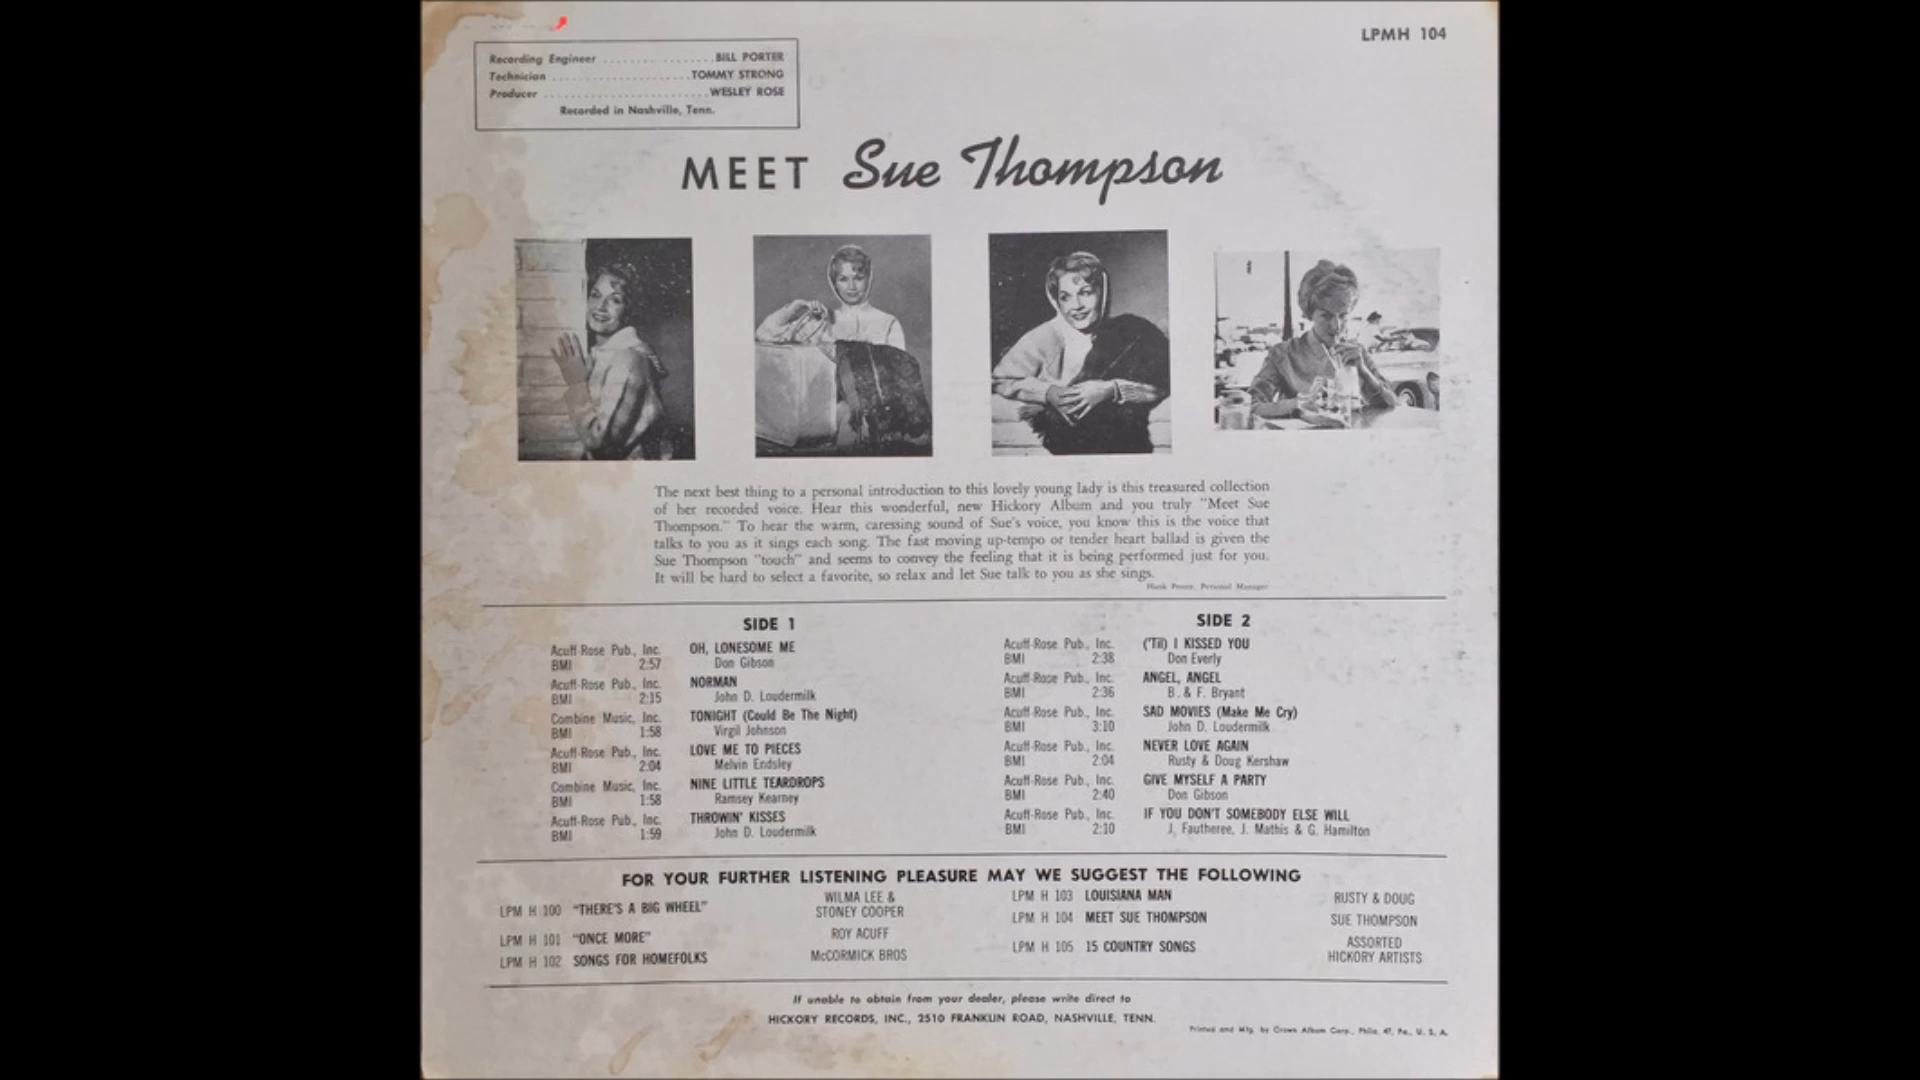 LPMH 104
Recording Engineer ................. BILL PORTER
Technician ..................... TOMMY STRONG
Producer ......................... WESLEY ROSE
Recorded in Nashville, Tenn.
MEET Sue Thompson
The next best thing to a personal introduction to this lovely young lady is this treasured collection
of her recorded voice. Hear this wonderful, new Hickory Album and you truly "Meet Sue
Thompson." To hear the warm, caressing sound of Sue's voice, you know this is the voice that
talks to you as it sings each song. The fast moving up-tempo or tender heart ballad is given the
Sue Thompson "touch" and seems to convey the feeling that it is being performed just for you.
It will be hard to select a favorite, so relax and let Sue talk to you as she sings.
Personal Manager
SIDE 1
Acuff-Rose Pub., Inc. OH, LONESOME ME
BMI 2:57 Don Gibson
Acuff-Rose Pub., Inc. NORMAN
BMI 2:15 John D. Loudermilk
Combine Music, Inc. TONIGHT (Could Be The Night)
BMI 1:58 Virgil Johnson
Acuff-Rose Pub., Inc. LOVE ME TO PIECES
BMI 2:04 Melvin Endsley
Combine Music, Inc. NINE LITTLE TEARDROPS
BMI 1:58 Ramsey Kearney
Acuff-Rose Pub., Inc. THROWIN' KISSES
BMI 1:59 John D. Loudermilk
SIDE 2
Acuff-Rose Pub., Inc. ('Til) I KISSED YOU
BMI 2:38 Don Everly
Acuff-Rose Pub., Inc. ANGEL, ANGEL
BMI 2:36 B. & F. Bryant
Acuff-Rose Pub., Inc. SAD MOVIES (Make Me Cry)
BMI 3:10 John D. Loudermilk
Acuff-Rose Pub., Inc. NEVER LOVE AGAIN
BMI 2:04 Rusty & Doug Kershaw
Acuff-Rose Pub., Inc. GIVE MYSELF A PARTY
BMI 2:40 Don Gibson
Acuff-Rose Pub., Inc. IF YOU DON'T SOMEBODY ELSE WILL
BMI 2:10 J. Fautheree, J. Mathis & G. Hamilton
FOR YOUR FURTHER LISTENING PLEASURE MAY WE SUGGEST THE FOLLOWING
LPM H 100 "THERE'S A BIG WHEEL" WILMA LEE &
STONEY COOPER
LPM H 101 "ONCE MORE" ROY ACUFF
LPM H 102 SONGS FOR HOMEFOLKS McCORMICK BROS
LPM H 103 LOUISIANA MAN RUSTY & DOUG
LPM H 104 MEET SUE THOMPSON SUE THOMPSON
LPM H 105 15 COUNTRY SONGS ASSORTED
HICKORY ARTISTS
If unable to obtain from your dealer, please write direct to
HICKORY RECORDS, INC., 2510 FRANKLIN ROAD, NASHVILLE, TENN.
Printed and Mfg. by Crown Album Corp., Phila. 47, Pa., U. S. A.